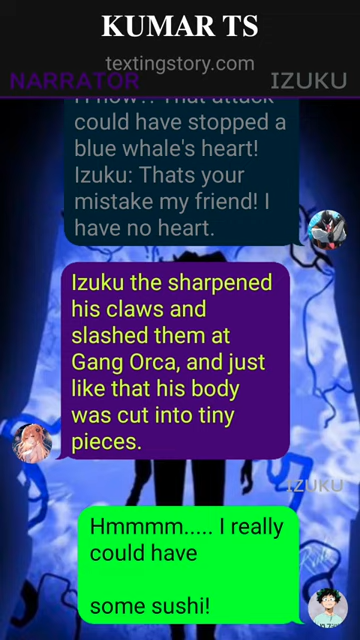 KUMAR TS
textingstory.com
NARRATOR IZUKU
could have stopped a
blue whale's heart!
Izuku: Thats your
mistake my friend! I
have no heart.
Izuku the sharpened
his claws and
slashed them at
Gang Orca, and just
like that his body
was cut into tiny
pieces.
IZUKU
Hmmmm..... I really
could have
some sushi!